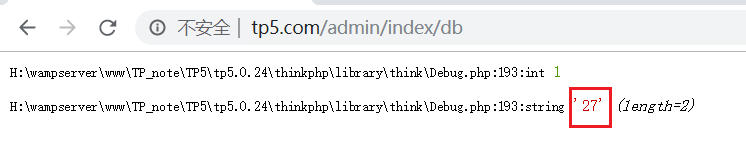 不安全 | tp5.com/admin/index/db
H:\wampserver\www\TP_note\TP5\tp5.0.24\thinkphp\library\think\Debug.php:193:int 1
H:\wampserver\www\TP_note\TP5\tp5.0.24\thinkphp\library\think\Debug.php:193:string '27' (length=2)